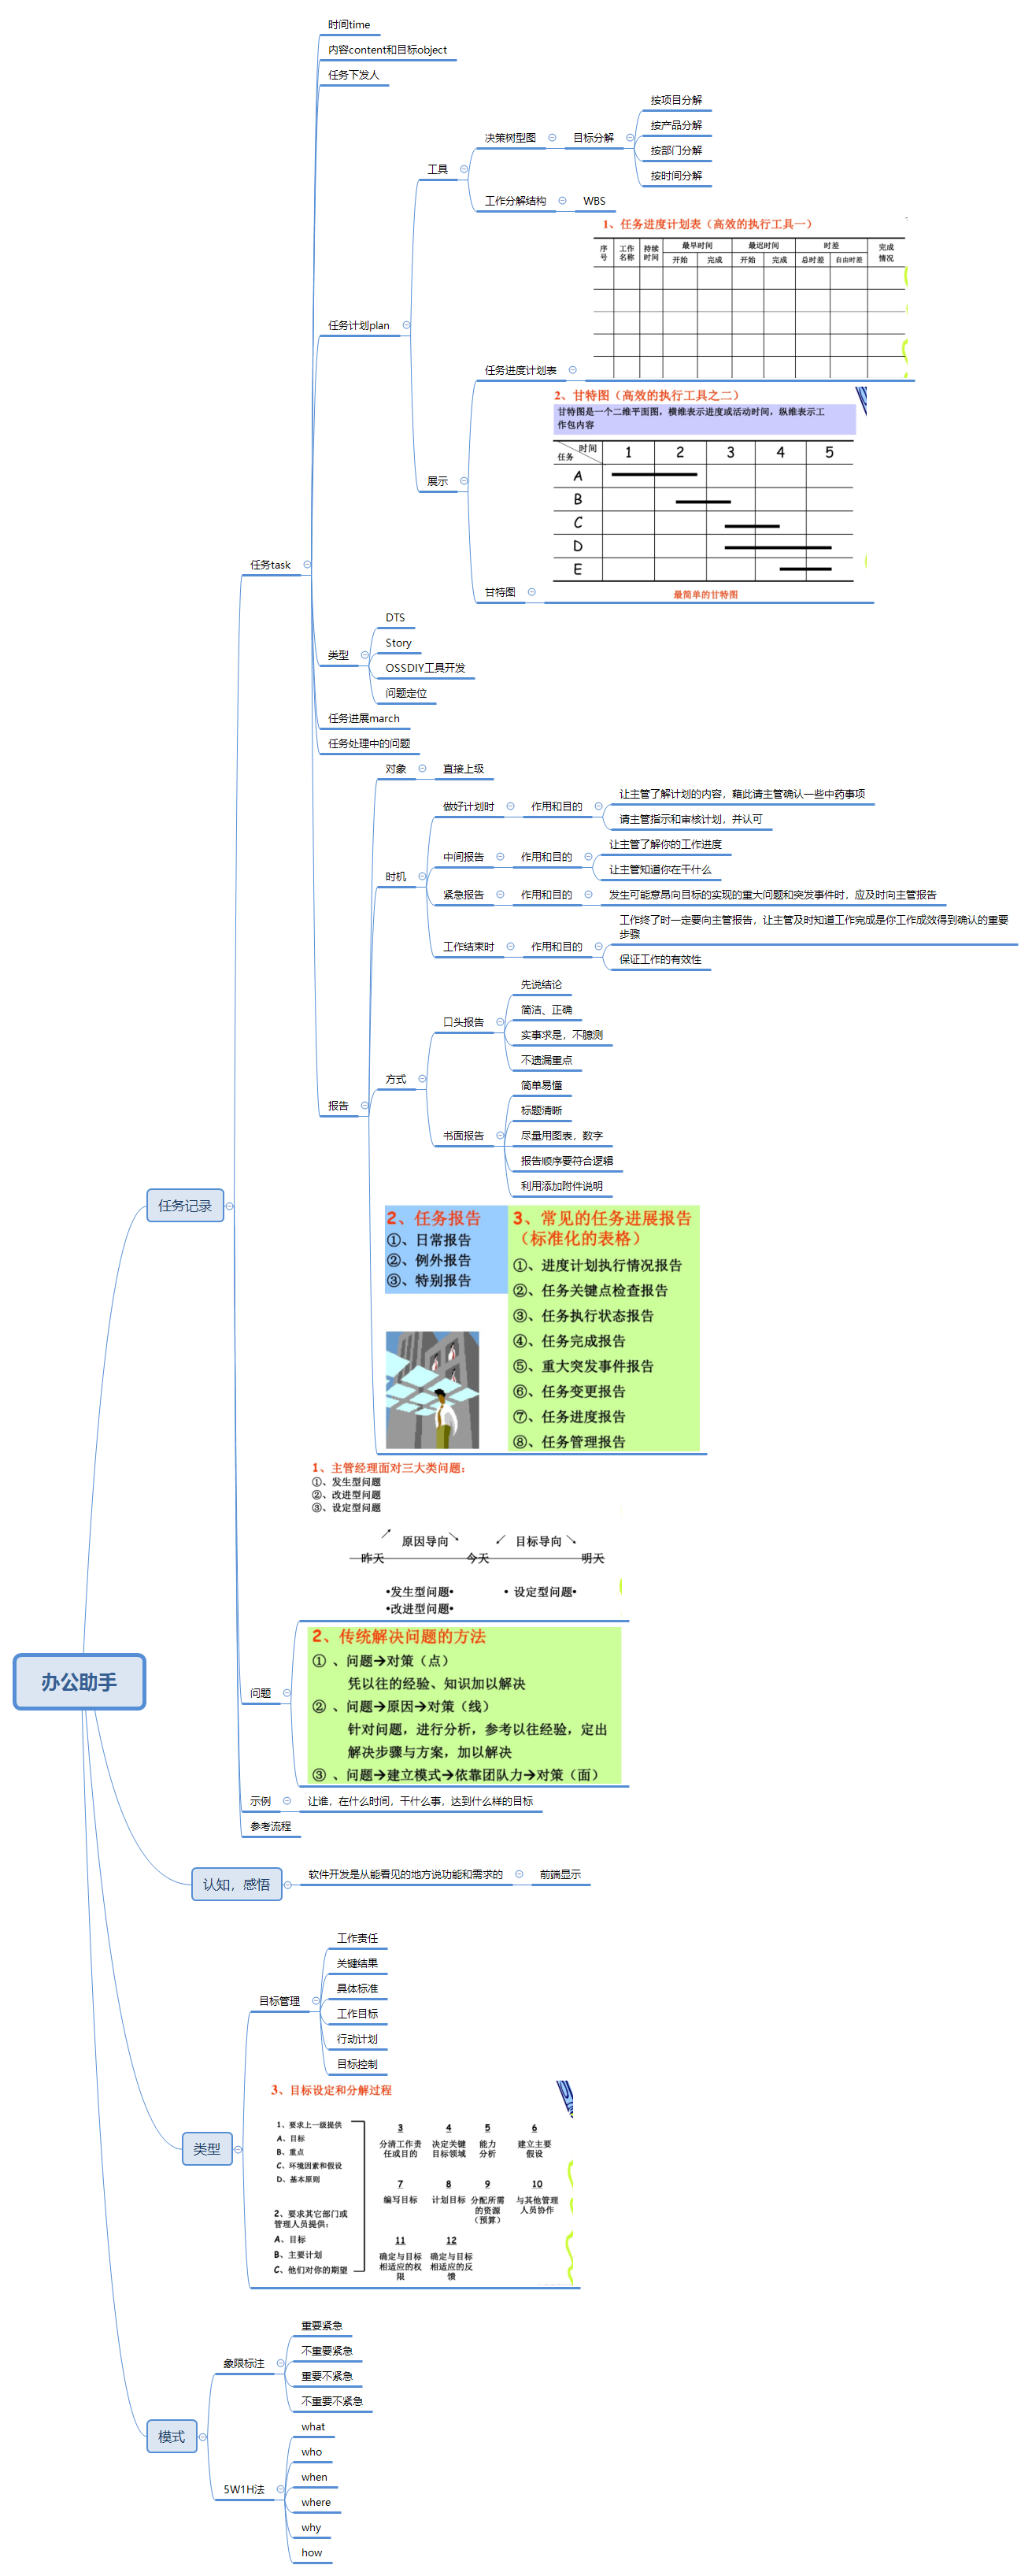 时间time
内容content和目标object
任务下发人
按项目分解
按产品分解
决策树型图
目标分解
按部门分解
工具
按时间分解
工作分解结构
WBS
1、任务进度计划表（高效的执行工具一）
序号 工作名称 持续时间 最早时间 最迟时间 时差 完成情况
开始 完成 开始 完成 总时差 自由时差
任务计划plan
任务进度计划表
2、甘特图（高效的执行工具之二）
甘特图是一个二维平面图，横维表示进度或活动时间，纵维表示工
作包内容
时间
任务
1 2 3 4 5
A
B
C
D
E
展示
甘特图
最简单的甘特图
任务task
DTS
Story
类型
OSSDIY工具开发
问题定位
任务进展march
任务处理中的问题
对象
直接上级
让主管了解计划的内容，藉此请主管确认一些中药事项
做好计划时
作用和目的
请主管指示和审核计划，并认可
让主管了解你的工作进度
中间报告
作用和目的
让主管知道你在干什么
时机
紧急报告
作用和目的
发生可能意昂向目标的实现的重大问题和突发事件时，应及时向主管报告
工作终了时一定要向主管报告，让主管及时知道工作完成是你工作成效得到确认的重要
步骤
工作结束时
作用和目的
保证工作的有效性
先说结论
简洁、正确
口头报告
实事求是，不臆测
不遗漏重点
方式
简单易懂
报告
标题清晰
书面报告
尽量用图表，数字
报告顺序要符合逻辑
利用添加附件说明
2、任务报告
①、日常报告
②、例外报告
③、特别报告
3、常见的任务进展报告
（标准化的表格）
①、进度计划执行情况报告
②、任务关键点检查报告
③、任务执行状态报告
④、任务完成报告
⑤、重大突发事件报告
⑥、任务变更报告
⑦、任务进度报告
⑧、任务管理报告
任务记录
1、主管经理面对三大类问题：
①、发生型问题
②、改进型问题
③、设定型问题
原因导向 目标导向
昨天 今天 明天
•发生型问题• • 设定型问题•
•改进型问题•
2、传统解决问题的方法
① 、问题→对策（点）
凭以往的经验、知识加以解决
② 、问题→原因→对策（线）
针对问题，进行分析，参考以往经验，定出
解决步骤与方案，加以解决
③ 、问题→建立模式→依靠团队力→对策（面）
问题
办公助手
示例
让谁，在什么时间，干什么事，达到什么样的目标
参考流程
认知，感悟
软件开发是从能看见的地方说功能和需求的
前端显示
工作责任
关键结果
具体标准
目标管理
工作目标
行动计划
目标控制
3、目标设定和分解过程
1、要求上一级提供
A、目标
B、重点
C、环境因素和假设
D、基本原则
2、要求其它部门或
管理人员提供：
A、目标
B、主要计划
C、他们对你的期望
3 4 5 6
分清工作责 决定关键 能力 建立主要
任或目的 目标领域 分析 假设
7 8 9 10
编写目标 计划目标 分配所需 与其他管理
的资源 人员协作
（预算）
11 12
确定与目标 确定与目标
相适应的权 相适应的反
限 馈
类型
重要紧急
不重要紧急
象限标注
重要不紧急
不重要不紧急
模式
what
who
when
5W1H法
where
why
how